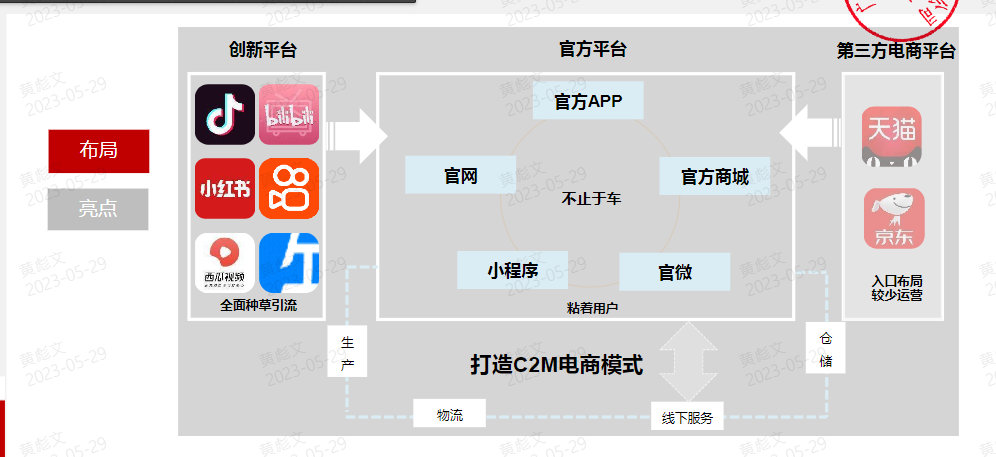 创新平台
官方平台
第三方电商平台
布局
亮点
bilibili
小红书
西瓜视频
全面种草引流
官方APP
官网
官方商城
不止于车
小程序
官微
粘着用户
天猫
京东
入口布局
较少运营
生
产
打造C2M电商模式
仓
储
物流
线下服务
黄彪文
2023-05-29